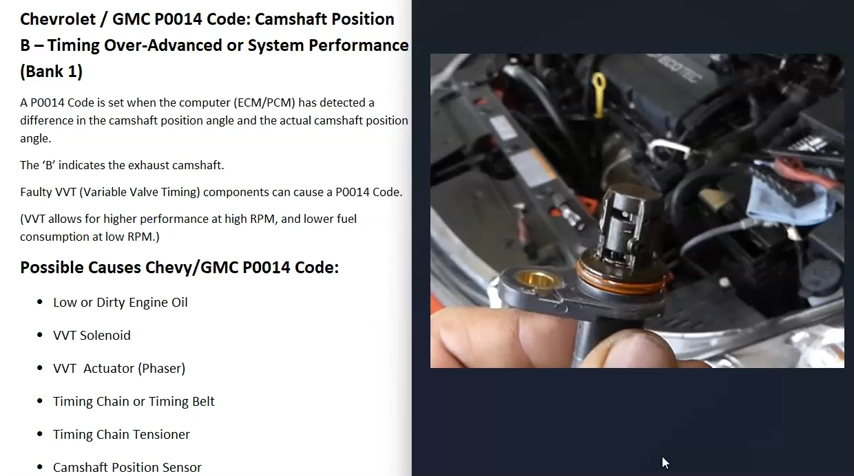 Chevrolet / GMC P0014 Code: Camshaft Position
B – Timing Over-Advanced or System Performance
(Bank 1)
A P0014 Code is set when the computer (ECM/PCM) has detected a
difference in the camshaft position angle and the actual camshaft position
angle.
The ‘B’ indicates the exhaust camshaft.
Faulty VVT (Variable Valve Timing) components can cause a P0014 Code.
(VVT allows for higher performance at high RPM, and lower fuel
consumption at low RPM.)
Possible Causes Chevy/GMC P0014 Code:
• Low or Dirty Engine Oil
• VVT Solenoid
• VVT  Actuator (Phaser)
• Timing Chain or Timing Belt
• Timing Chain Tensioner
• Camshaft Position Sensor
ECOTEC